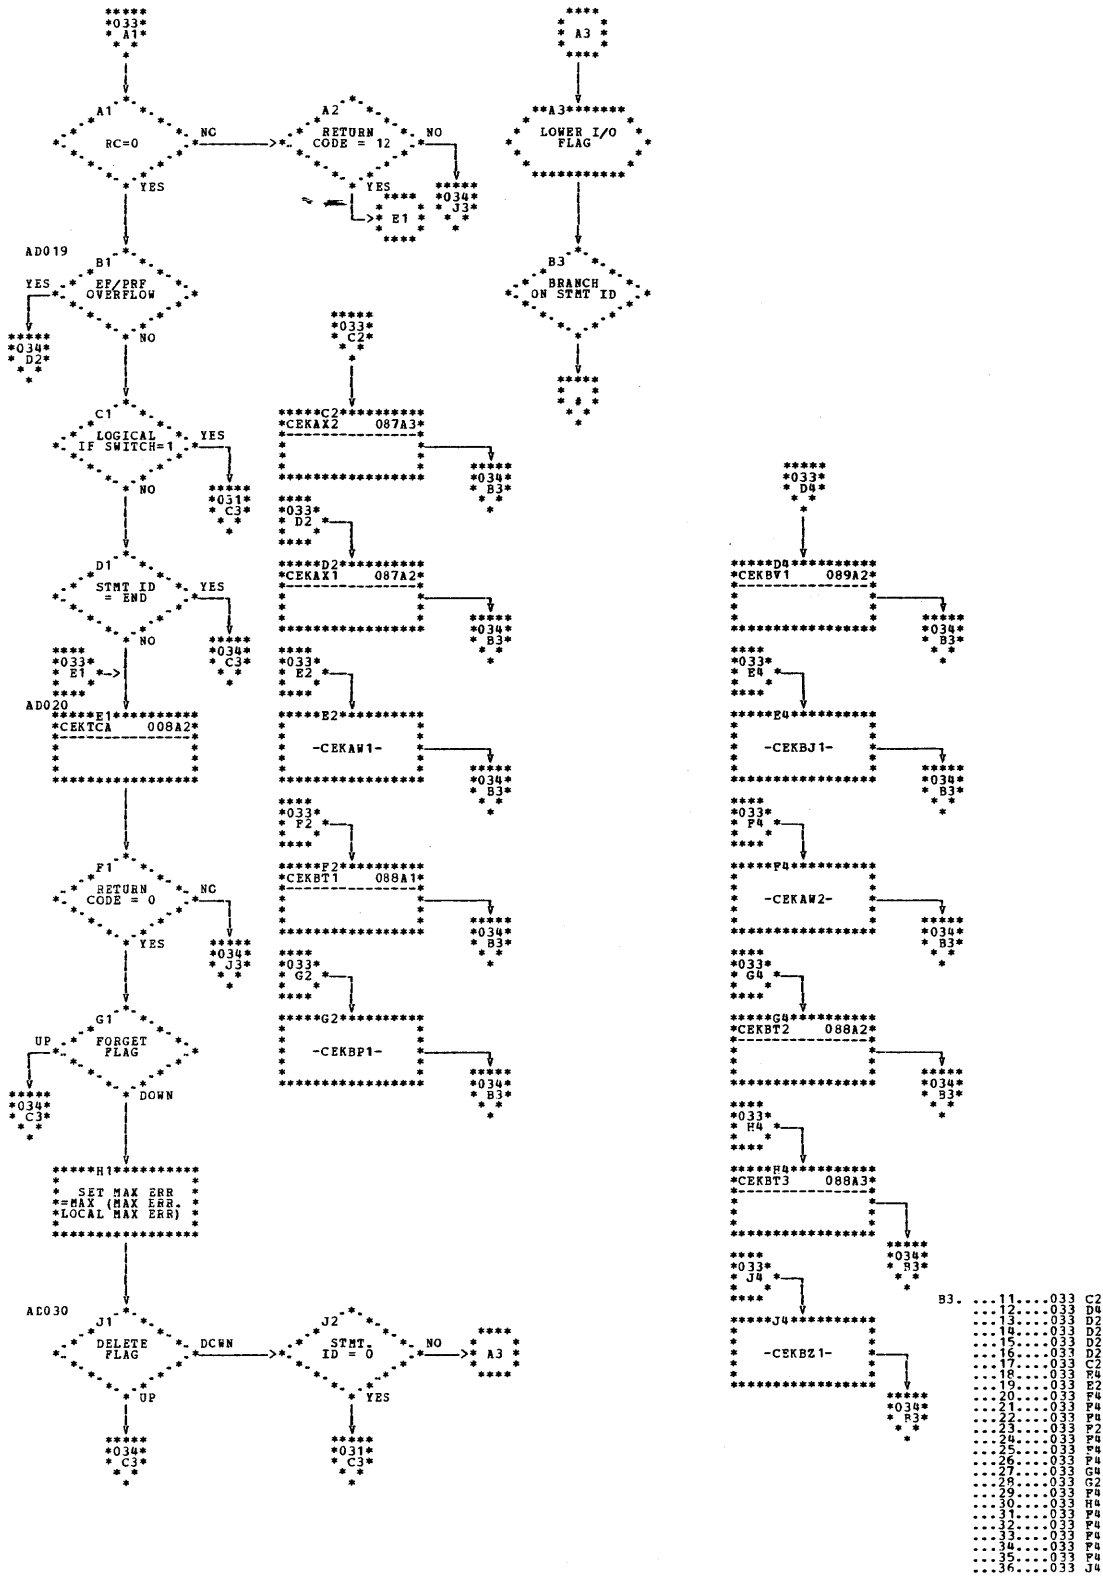 033
A1
A3
A1
RC=0
NO
A2
RETURN
CODE = 12
NO
034
J3
YES
E1
YES
**A3
LOWER I/O
FLAG
AD019
B1
EF/PRF
OVERFLOW
YES
034
D2
NO
B3
BRANCH
ON STMT ID
#
033
C2
C1
LOGICAL
IF SWITCH=1
YES
031
C3
NO
C2
CEKAX2 087A3
034
B3
033
D4
033
D2
D1
STMT ID
= END
YES
034
C3
NO
D2
CEKAX1 087A2
034
B3
D4
CEKBV1 089A2
034
B3
033
E1
033
E2
033
E4
AD020
E1
CEKTCA 008A2
E2
-CEKAW1-
034
B3
E4
-CEKBJ1-
034
B3
033
F2
033
F4
F1
RETURN
CODE = 0
NO
034
J3
YES
F2
CEKBT1 088A1
034
B3
F4
-CEKAW2-
034
B3
033
G2
033
G4
G1
FORGET
FLAG
UP
034
C3
DOWN
G2
-CEKBP1-
034
B3
G4
CEKBT2 088A2
034
B3
033
H4
H1
SET MAX ERR
=MAX (MAX ERR.
LOCAL MAX ERR)
H4
CEKBT3 088A3
034
B3
033
J4
AD030
J1
DELETE
FLAG
DOWN
J2
STMT.
ID = 0
NO
A3
UP
034
C3
YES
031
C3
J4
-CEKBZ1-
034
B3
B3. ...11....033 C2
...12....033 D4
...13....033 D2
...14....033 D2
...15....033 D2
...16....033 D2
...17....033 C2
...18....033 E4
...19....033 E2
...20....033 F4
...21....033 F4
...22....033 F4
...23....033 F2
...24....033 F4
...25....033 F4
...26....033 F4
...27....033 G4
...28....033 G2
...29....033 F4
...30....033 H4
...31....033 F4
...32....033 F4
...33....033 F4
...34....033 F4
...35....033 F4
...36....033 J4